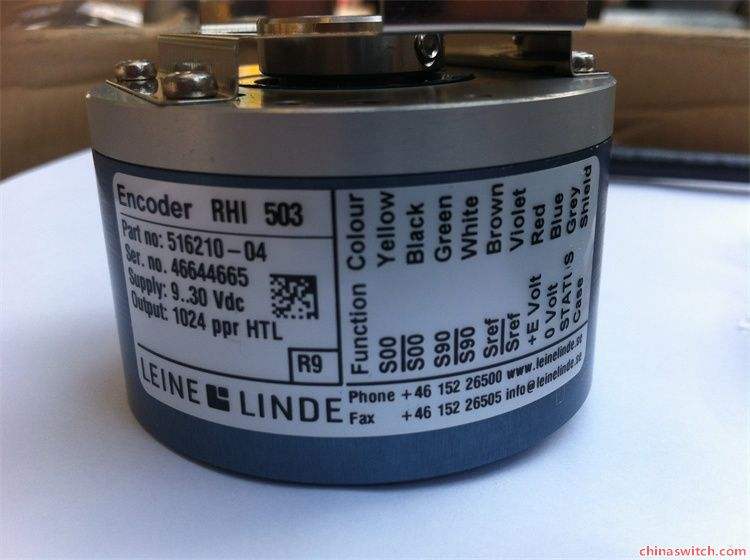 Encoder RHI 503
Part no: 516210-04
Ser. no. 46644665
Supply: 9..30 Vdc
Output: 1024 ppr HTL
R9
Function Colour
S00 Yellow
S00 Black
S90 Green
S90 White
Sref Brown
Sref Violet
+E Volt Red
0 Volt Blue
STATUS Grey
Case Shield
LEINE LINDE
Phone +46 152 26500 www.leinelinde.se
Fax +46 152 26505 info@leinelinde.se
chinaswitch.com